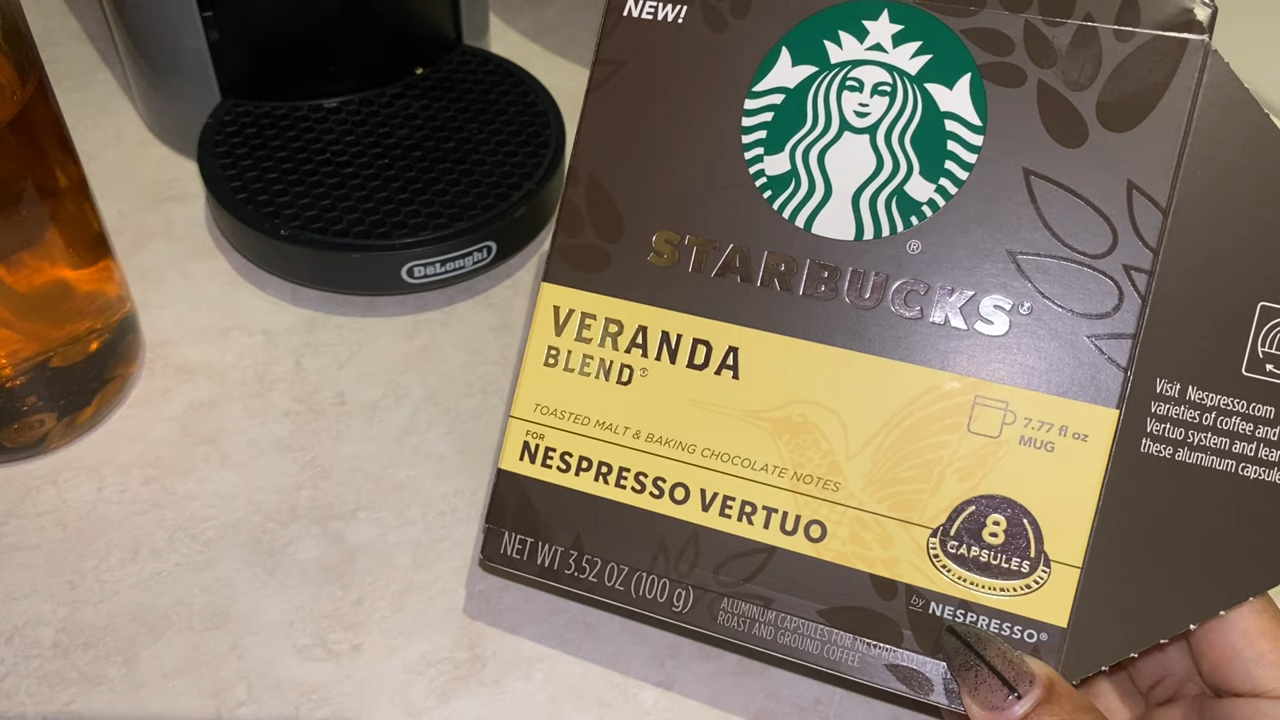 NEW!
STARBUCKS®
DeLonghi
VERANDA
BLEND®
TOASTED MALT & BAKING CHOCOLATE NOTES
7.77 fl oz
MUG
FOR
NESPRESSO VERTUO
8
CAPSULES
NET WT 3.52 OZ (100 g)
by NESPRESSO®
ALUMINUM CAPSULES FOR NESPRESSO
ROAST AND GROUND COFFEE
Visit Nespresso.com
varieties of coffee and
Vertuo system and
these aluminum